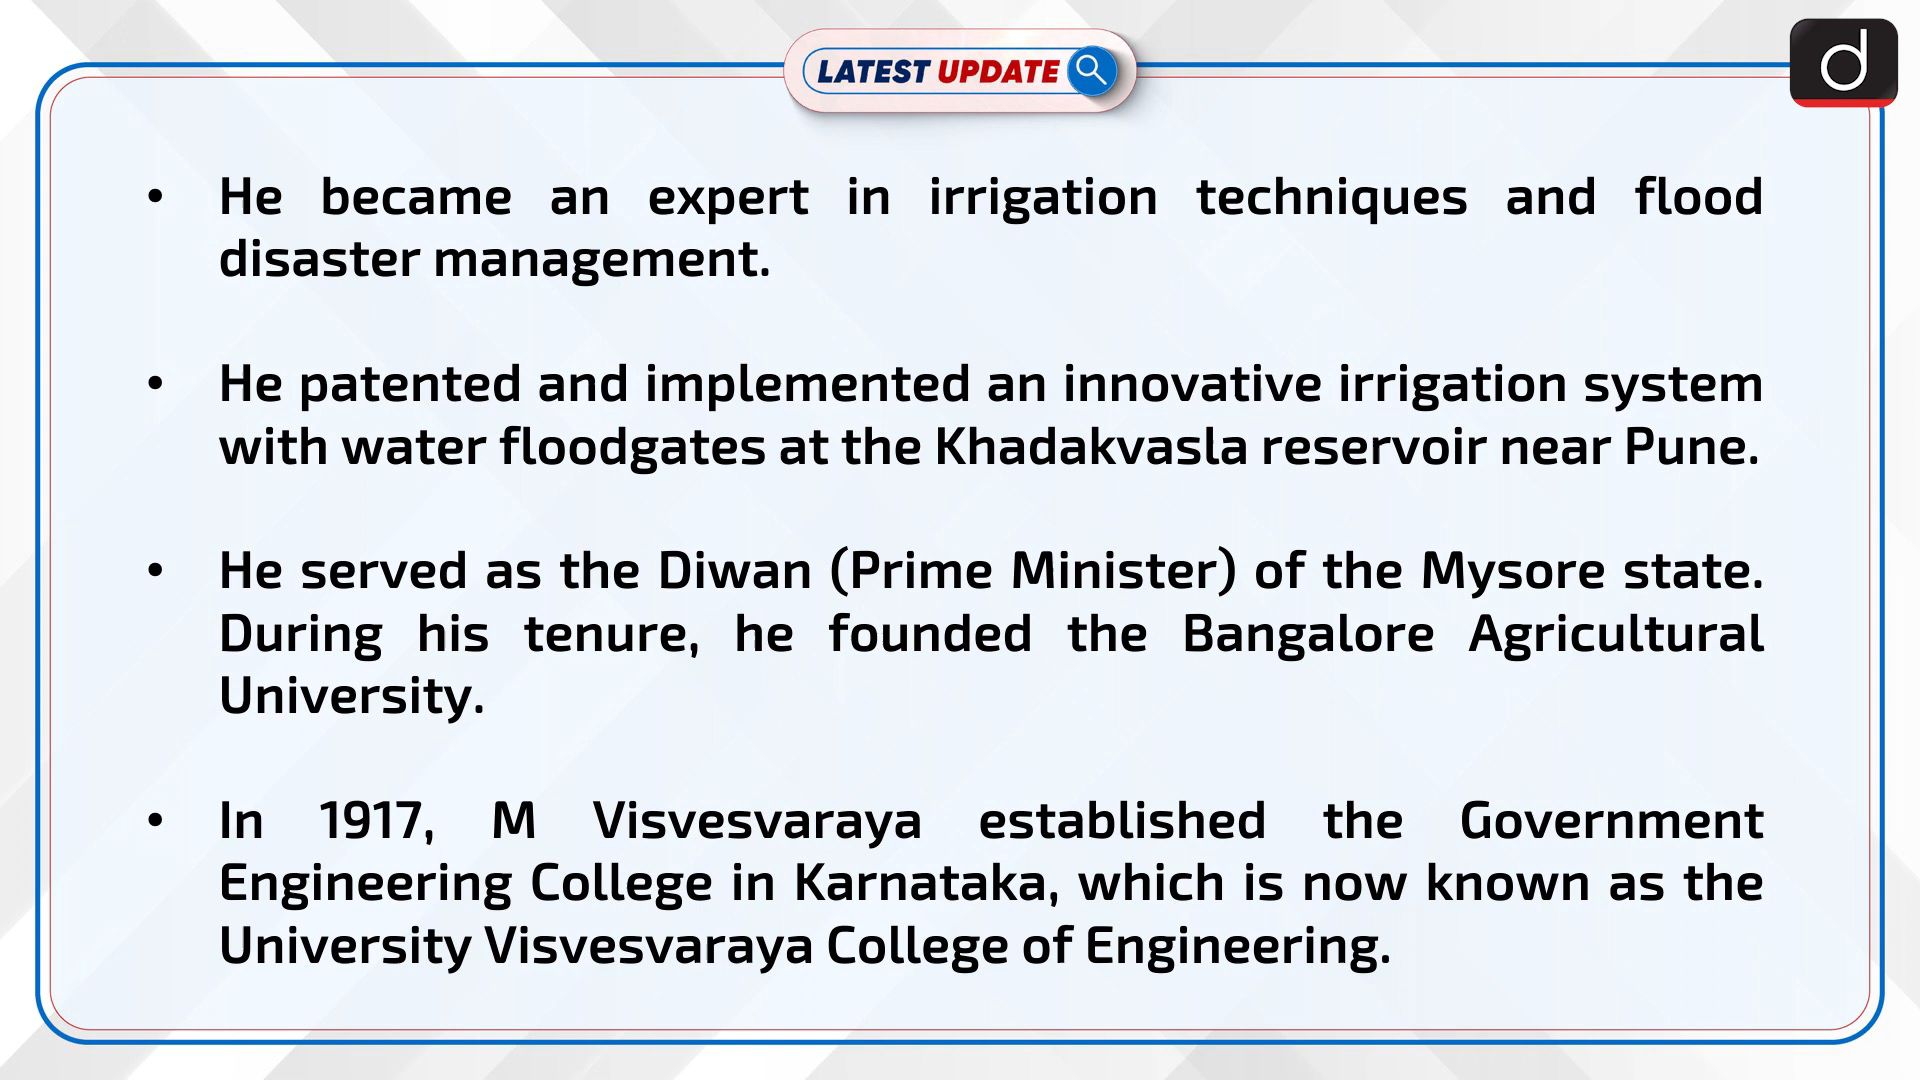 LATEST UPDATE
d
• He became an expert in irrigation techniques and flood
disaster management.
• He patented and implemented an innovative irrigation system
with water floodgates at the Khadakvasla reservoir near Pune.
• He served as the Diwan (Prime Minister) of the Mysore state.
During his tenure, he founded the Bangalore Agricultural
University.
• In 1917, M Visvesvaraya established the Government
Engineering College in Karnataka, which is now known as the
University Visvesvaraya College of Engineering.